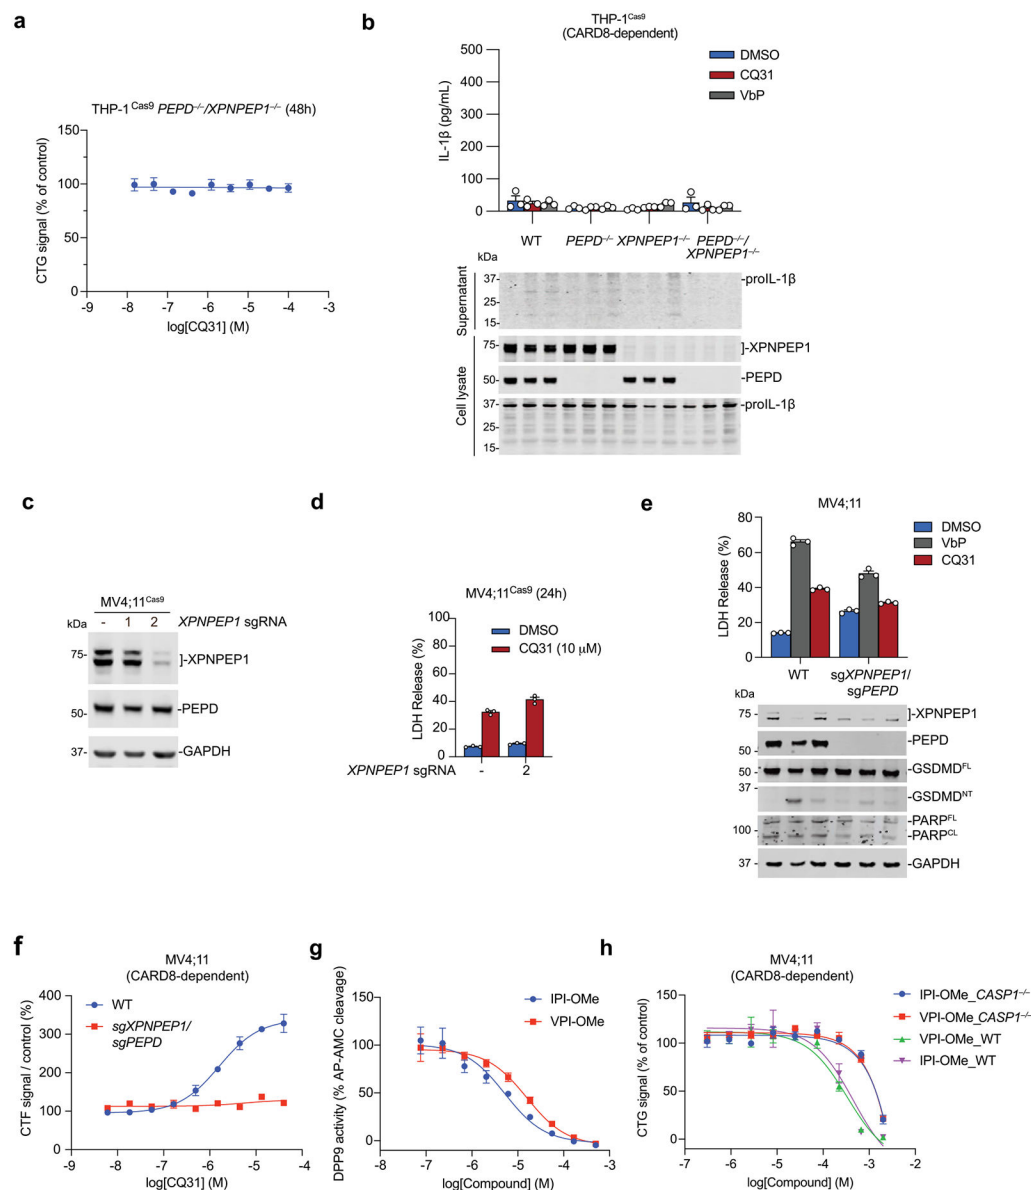 a
THP-1Cas9 PEPD−/−/XPNPEP1−/− (48h)
CTG signal (% of control)
150
100
50
0
-9 -8 -7 -6 -5 -4 -3
log[CQ31] (M)
b
THP-1Cas9
(CARD8-dependent)
DMSO
CQ31
VbP
IL-1β (pg/mL)
500
400
300
200
100
0
WT PEPD−/− XPNPEP1−/− PEPD−/−/
XPNPEP1−/−
kDa
Supernatant
37-
25-
15-
-proIL-1β
Cell lysate
75-
]-XPNPEP1
50-
-PEPD
37-
-proIL-1β
25-
15-
c
MV4;11Cas9
kDa - 1 2 XPNPEP1 sgRNA
75-
]-XPNPEP1
50-
-PEPD
37-
-GAPDH
d
MV4;11Cas9 (24h)
DMSO
CQ31 (10 μM)
LDH Release (%)
100
80
60
40
20
0
XPNPEP1 sgRNA - 2
e
MV4;11
DMSO
VbP
CQ31
LDH Release (%)
80
60
40
20
0
WT sgXPNPEP1/
sgPEPD
kDa
75-
]-XPNPEP1
-PEPD
50-
50-
-GSDMDFL
37-
-GSDMDNT
-PARPFL
100-
-PARPCL
37-
-GAPDH
f
MV4;11
(CARD8-dependent)
WT
sgXPNPEP1/
sgPEPD
CTF signal / control (%)
400
300
200
100
0
-9 -8 -7 -6 -5 -4
log[CQ31] (M)
g
IPI-OMe
VPI-OMe
DPP9 activity (% AP-AMC cleavage)
150
100
50
0
-8 -7 -6 -5 -4 -3
log[Compound] (M)
h
MV4;11
(CARD8-dependent)
IPI-OMe_CASP1−/−
VPI-OMe_CASP1−/−
VPI-OMe_WT
IPI-OMe_WT
CTG signal (% of control)
150
100
50
0
-7 -6 -5 -4 -3 -2
log[Compound] (M)